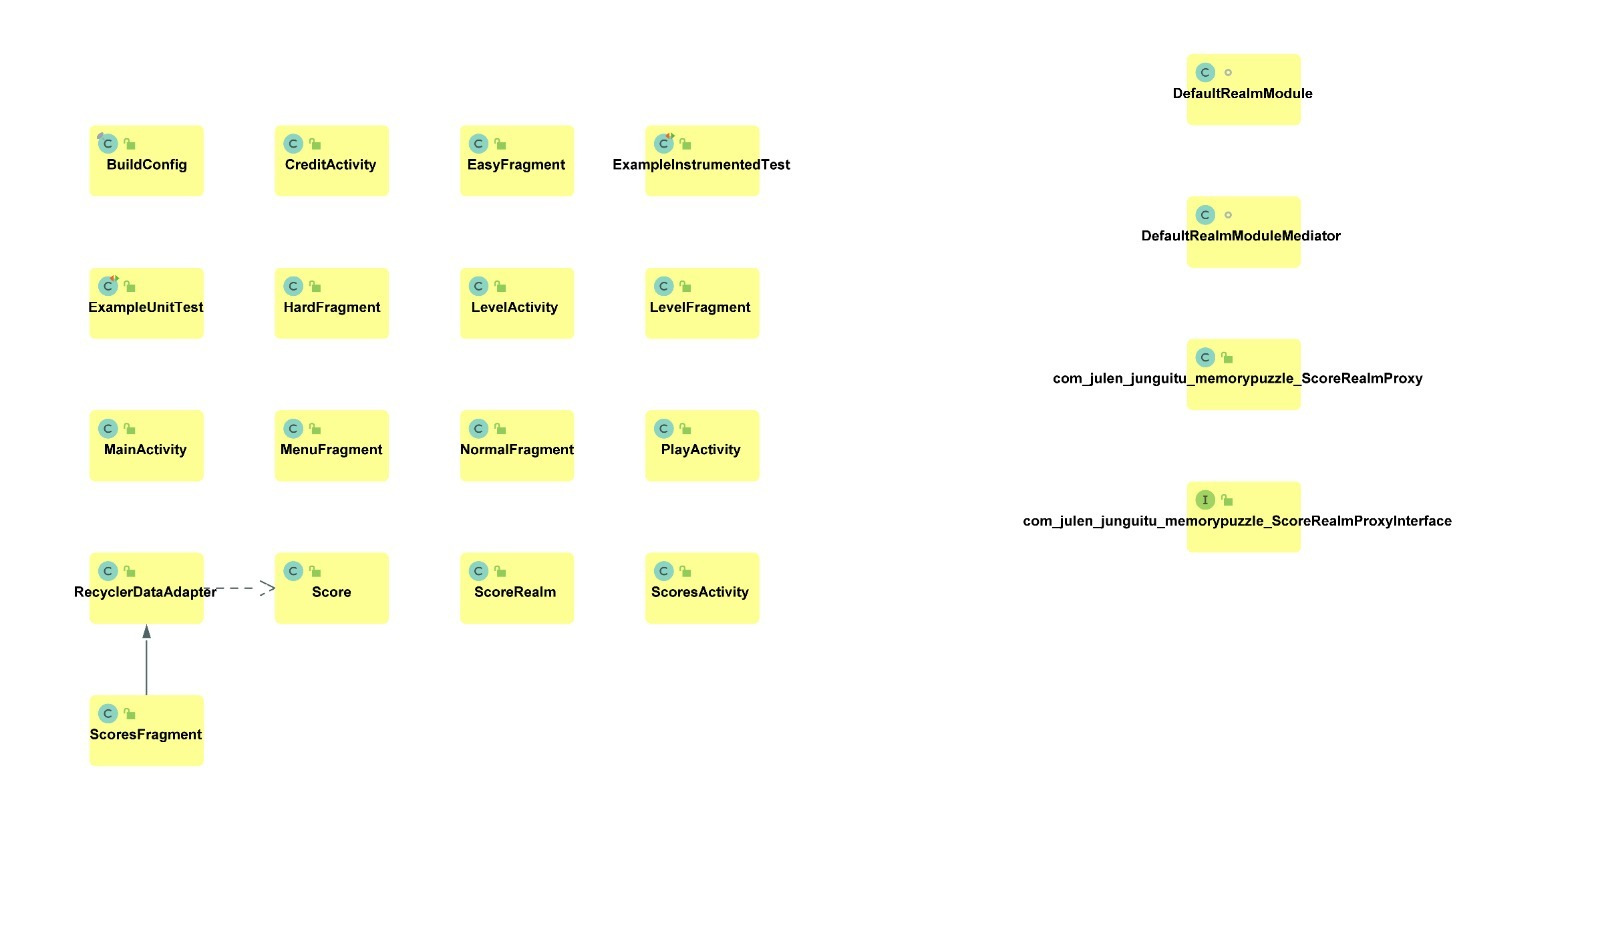 DefaultRealmModule
BuildConfig
CreditActivity
EasyFragment
ExampleInstrumentedTest
DefaultRealmModuleMediator
ExampleUnitTest
HardFragment
LevelActivity
LevelFragment
com_julen_junguitu_memorypuzzle_ScoreRealmProxy
MainActivity
MenuFragment
NormalFragment
PlayActivity
com_julen_junguitu_memorypuzzle_ScoreRealmProxyInterface
RecyclerDataAdapter
Score
ScoreRealm
ScoresActivity
ScoresFragment